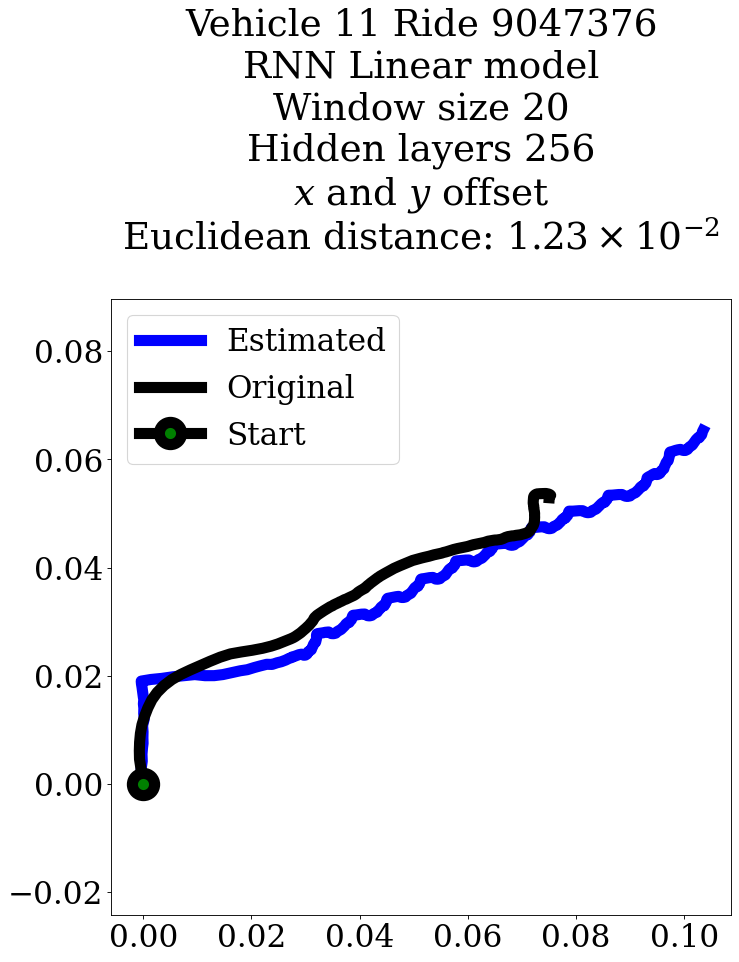 Vehicle 11 Ride 9047376
RNN Linear model
Window size 20
Hidden layers 256
x and y offset
Euclidean distance: 1.23 × 10⁻²
Estimated
Original
Start
0.08
0.06
0.04
0.02
0.00
−0.02
0.00 0.02 0.04 0.06 0.08 0.10